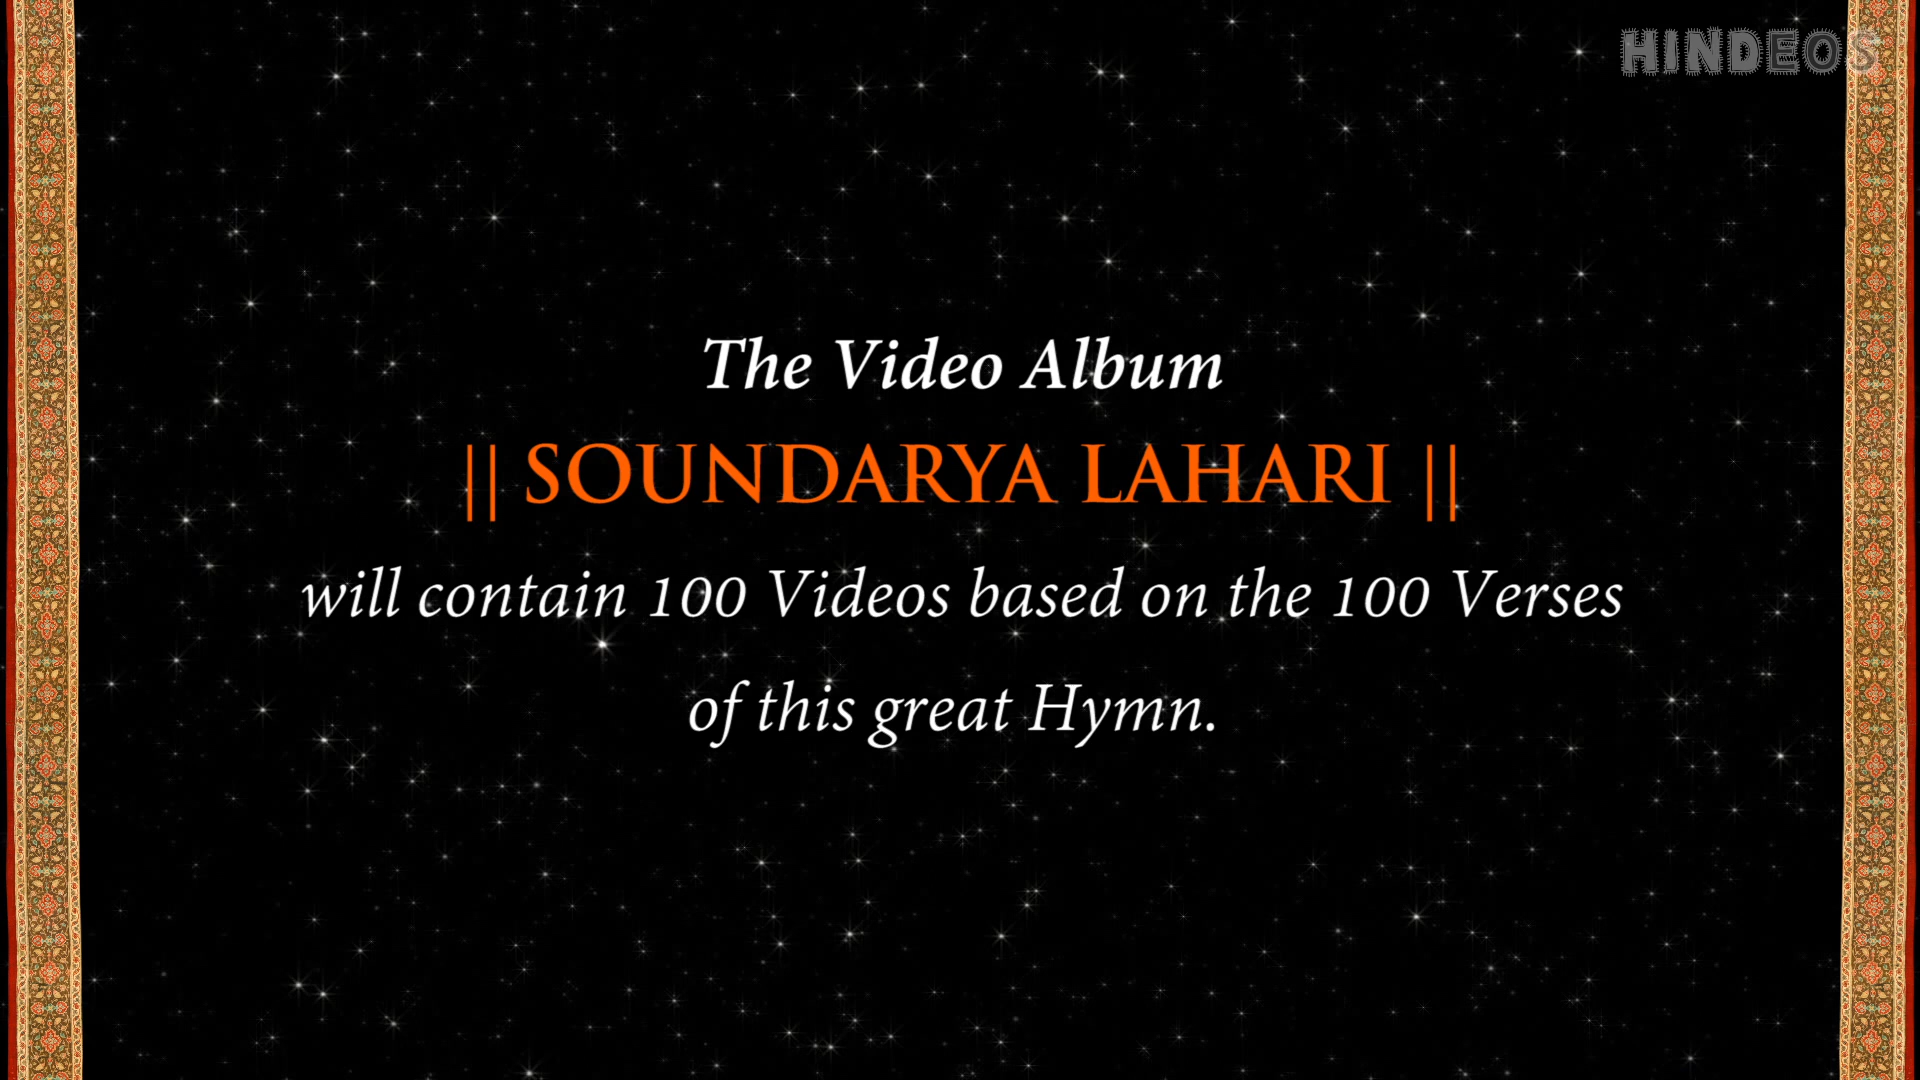 HINDEOS
The Video Album
|| SOUNDARYA LAHARI ||
will contain 100 Videos based on the 100 Verses
of this great Hymn.